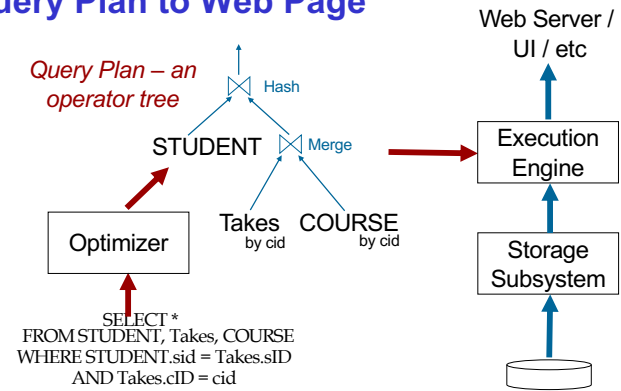 uery Plan to Web Page
Web Server /
UI / etc
Query Plan – an
operator tree
Hash
STUDENT
Merge
Execution
Engine
Takes
by cid
COURSE
by cid
Optimizer
Storage
Subsystem
SELECT *
FROM STUDENT, Takes, COURSE
WHERE STUDENT.sid = Takes.sID
AND Takes.cID = cid